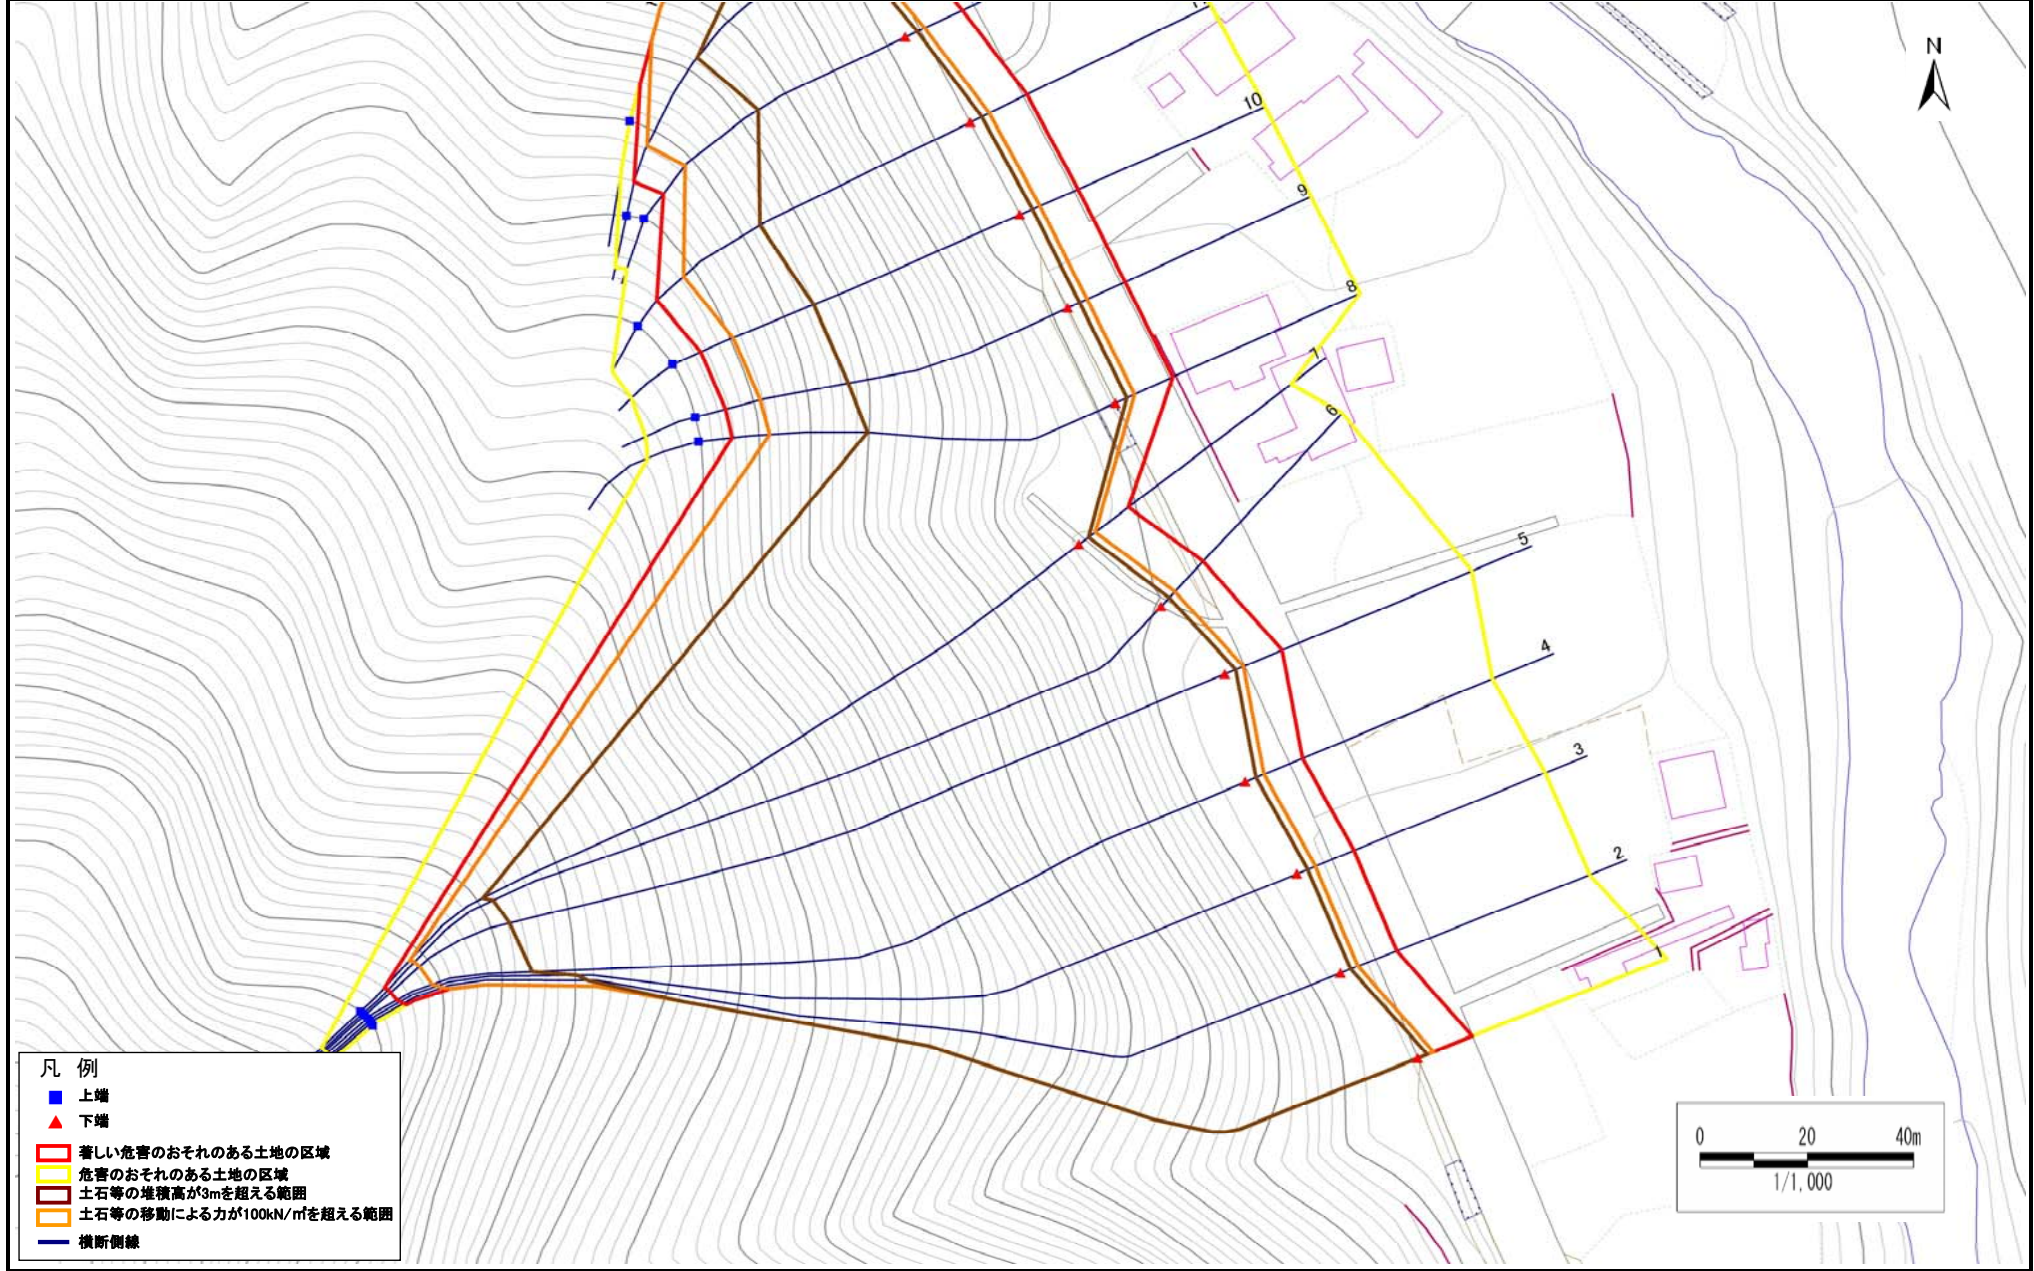 N
10
9
8
7
6
5
4
3
2
1
凡 例
上端
下端
著しい危害のおそれのある土地の区域
危害のおそれのある土地の区域
土石等の堆積高が3mを超える範囲
土石等の移動による力が100kN/㎡を超える範囲
横断側線
0 20 40m
1/1,000